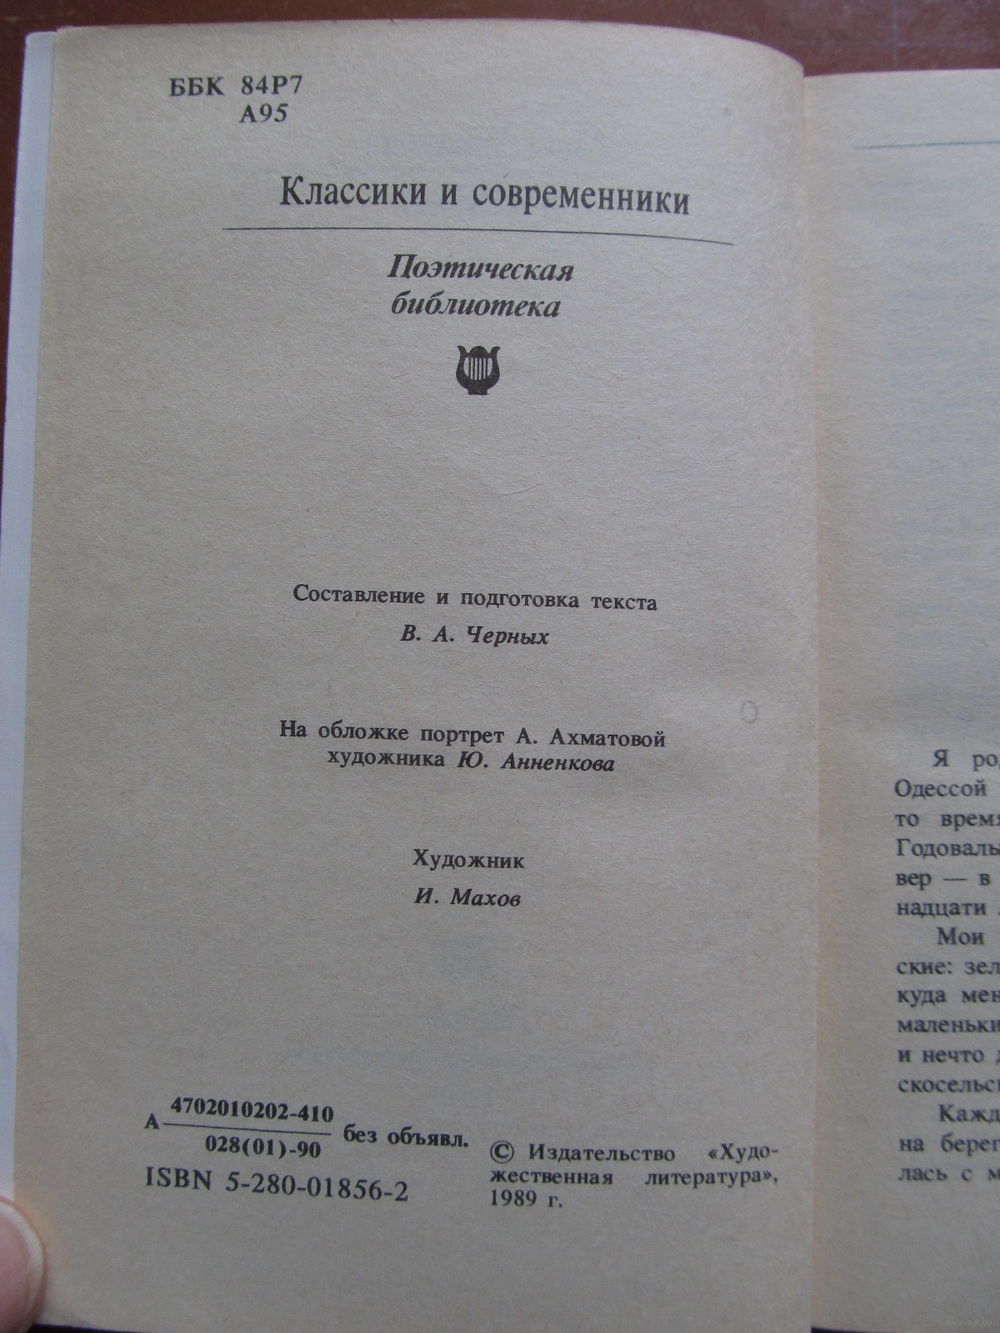 ББК 84Р7
А95
Классики и современники
Поэтическая
библиотека
Составление и подготовка текста
В. А. Черных
На обложке портрет А. Ахматовой
художника Ю. Анненкова
Художник
И. Махов
А 4702010202-410 без объявл.
028(01)-90
ISBN 5-280-01856-2
© Издательство «Худо-
жественная литература»,
1989 г.
Я
Одессой
то
вер — в
надцати
Мои
ские:
куда
и нечто
на
лась с